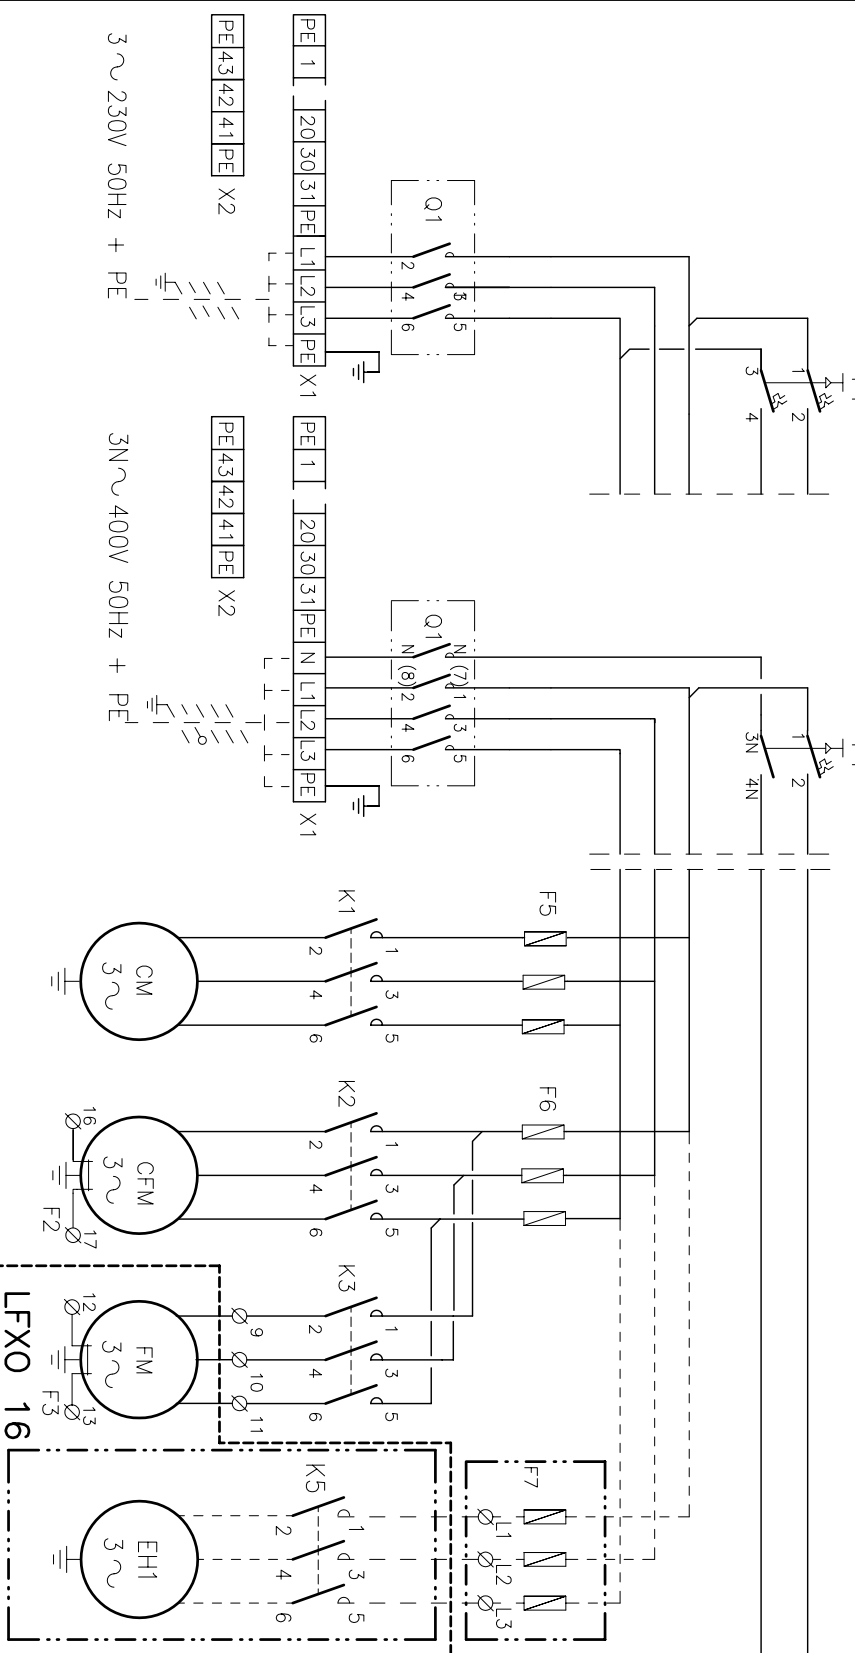 PE 1 20 30 31 PE L1 L2 L3 PE X1
PE 43 42 41 PE X2
3 ~ 230V 50Hz + PE
Q1
2 4 6
3 5
1 2
3 4
PE 1 20 30 31 PE N L1 L2 L3 PE X1
PE 43 42 41 PE X2
3N ~ 400V 50Hz + PE
Q1
N (7) 1 3 5
N (8) 2 4 6
1 2
3N 4N
F5
K1
1 3 5
2 4 6
CM
3 ~
F6
K2
1 3 5
2 4 6
CFM
3 ~
16 17
F2
K3
1 3 5
2 4 6
9 10 11
FM
3 ~
12 13
F3
LFXO 16
F7
L1 L2 L3
K5
1 3 5
2 4 6
EH1
3 ~